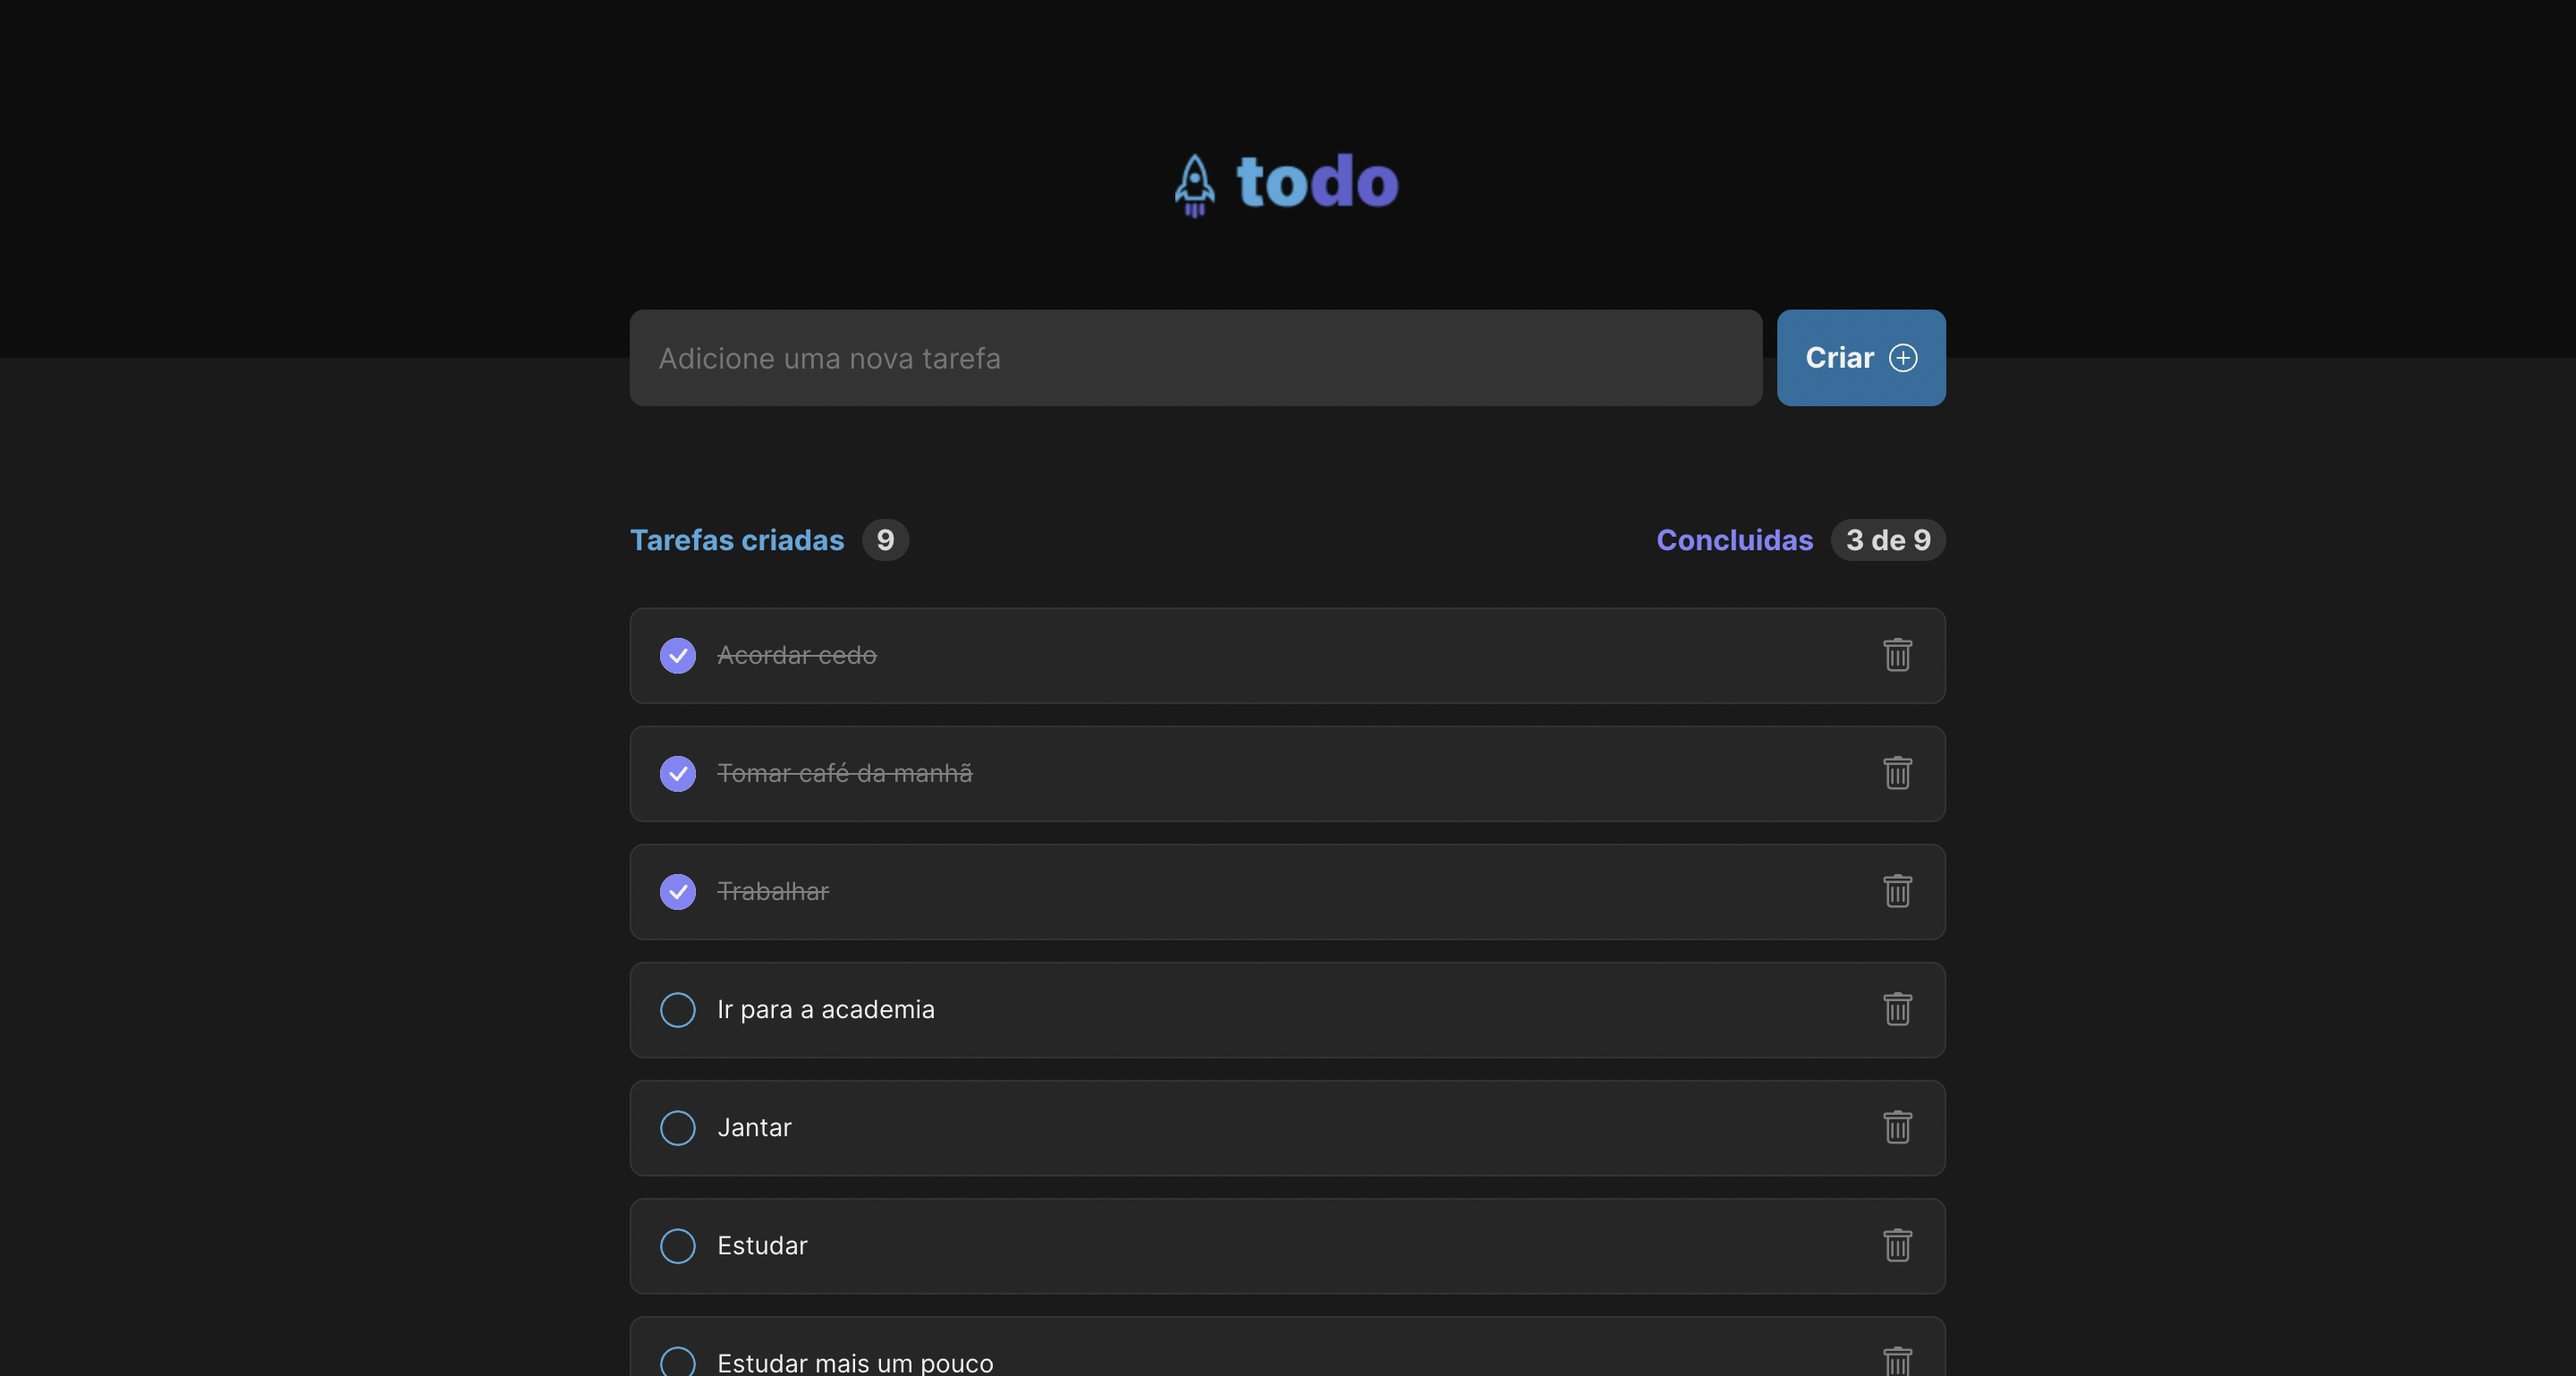 todo
Adicione uma nova tarefa
Criar
Tarefas criadas 9
Concluidas 3 de 9
Acordar cedo
Tomar café da manhã
Trabalhar
Ir para a academia
Jantar
Estudar
Estudar mais um pouco